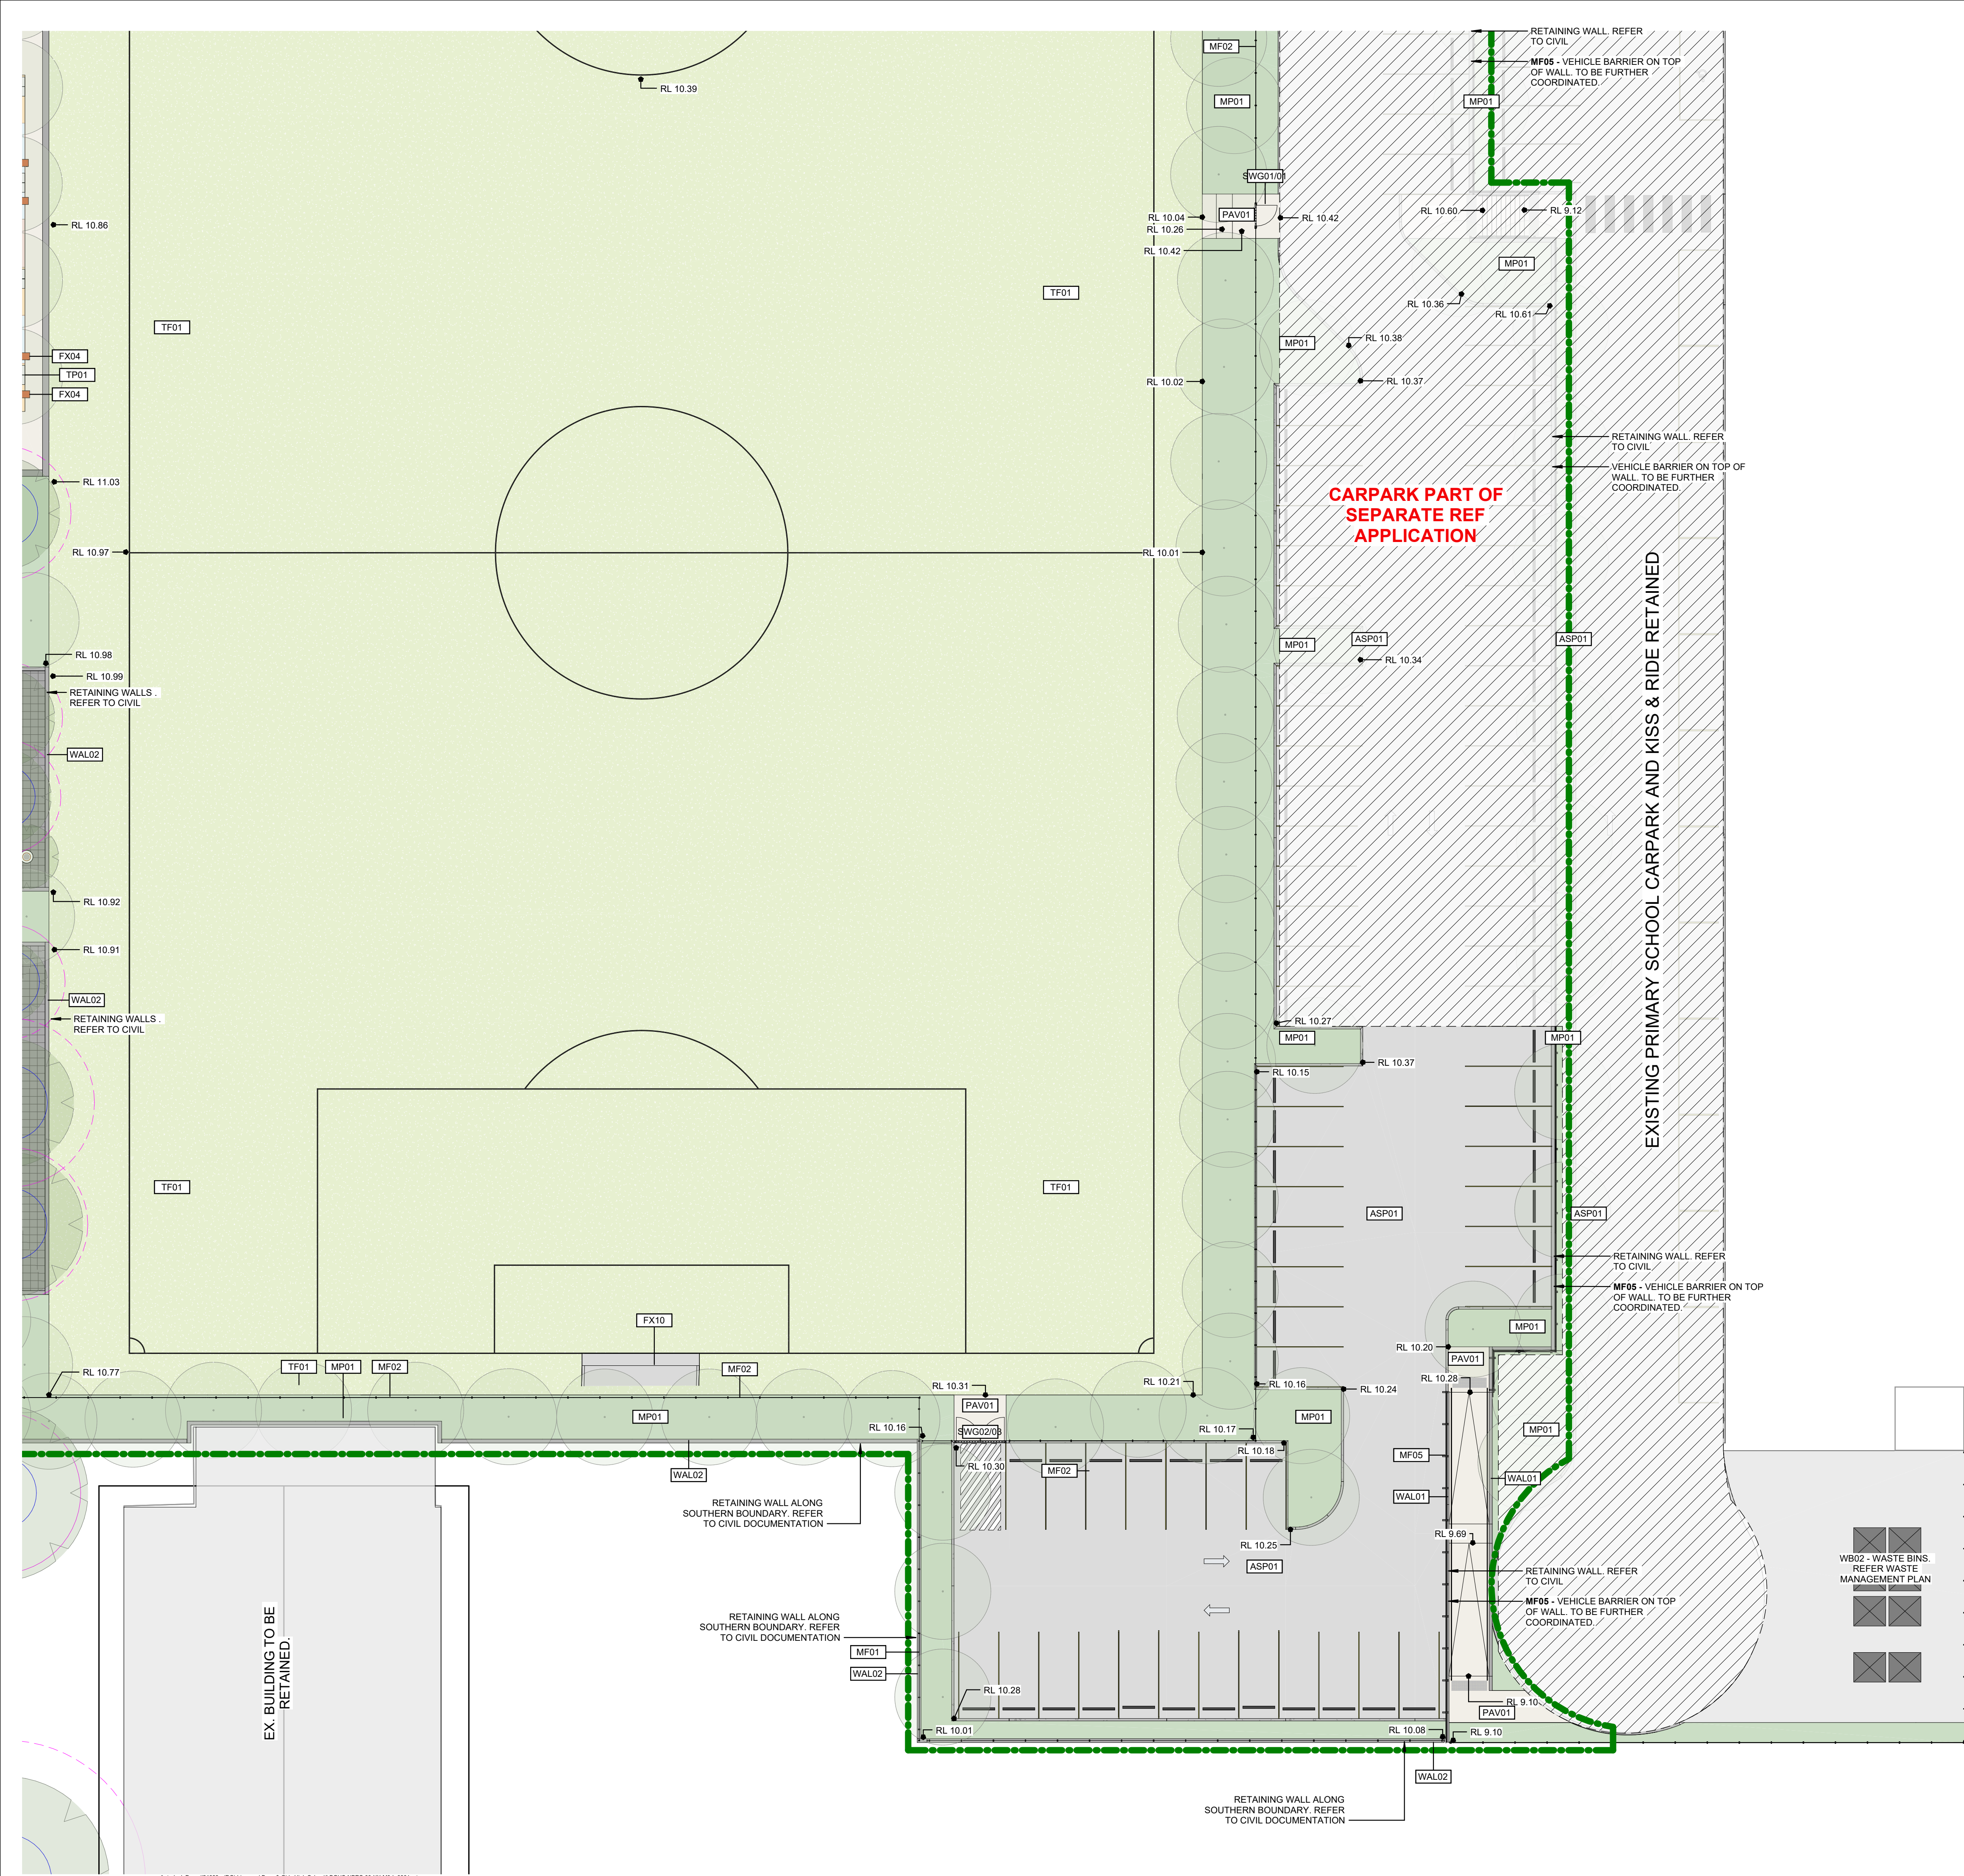 RETAINING WALL. REFER
TO CIVIL
MF05 - VEHICLE BARRIER ON TOP
OF WALL. TO BE FURTHER
COORDINATED.
MF02
RL 10.39
MP01
MP01
SWG01/01
RL 10.86
RL 10.04
PAV01
RL 10.42
RL 10.26
RL 10.42
RL 10.60
RL 9.12
MP01
TF01
TF01
RL 10.36
RL 10.61
MP01
RL 10.38
FX04
TP01
FX04
RL 10.02
RL 10.37
RETAINING WALL. REFER
TO CIVIL
VEHICLE BARRIER ON TOP OF
WALL. TO BE FURTHER
COORDINATED.
RL 11.03
CARPARK PART OF
SEPARATE REF
APPLICATION
RL 10.97
RL 10.01
EXISTING PRIMARY SCHOOL CARPARK AND KISS & RIDE RETAINED
MP01
ASP01
ASP01
RL 10.34
RL 10.98
RL 10.99
RETAINING WALLS .
REFER TO CIVIL
WAL02
RL 10.92
RL 10.91
WAL02
RETAINING WALLS .
REFER TO CIVIL
RL 10.27
MP01
MP01
RL 10.37
RL 10.15
TF01
TF01
ASP01
ASP01
RETAINING WALL. REFER
TO CIVIL
MF05 - VEHICLE BARRIER ON TOP
OF WALL. TO BE FURTHER
COORDINATED.
FX10
MP01
RL 10.20
PAV01
RL 10.77
TF01
MP01
MF02
MF02
RL 10.31
RL 10.21
RL 10.16
RL 10.24
RL 10.28
PAV01
MP01
MP01
RL 10.16
SWG02/03
RL 10.17
RL 10.18
MP01
RL 10.30
MF02
MF05
WAL02
WAL01
WAL01
RETAINING WALL ALONG
SOUTHERN BOUNDARY. REFER
TO CIVIL DOCUMENTATION
RL 10.25
RL 9.69
ASP01
RETAINING WALL. REFER
TO CIVIL
MF05 - VEHICLE BARRIER ON TOP
OF WALL. TO BE FURTHER
COORDINATED.
WB02 - WASTE BINS.
REFER WASTE
MANAGEMENT PLAN
EX. BUILDING TO BE
RETAINED.
RETAINING WALL ALONG
SOUTHERN BOUNDARY. REFER
TO CIVIL DOCUMENTATION
MF01
WAL02
RL 10.28
RL 9.10
PAV01
RL 10.01
RL 10.08
RL 9.10
WAL02
RETAINING WALL ALONG
SOUTHERN BOUNDARY. REFER
TO CIVIL DOCUMENTATION